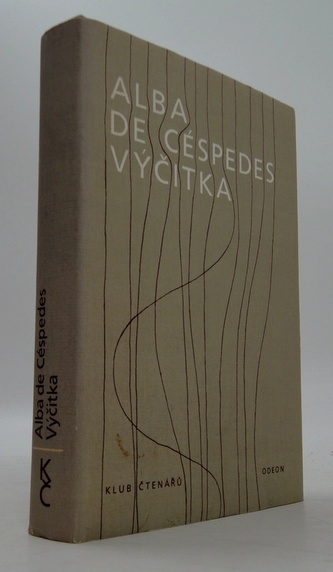 ALBA
DE CÉSPEDES
VÝČITKA
KLUB ČTENÁŘŮ
ODEON
Alba de Céspedes
Výčitka